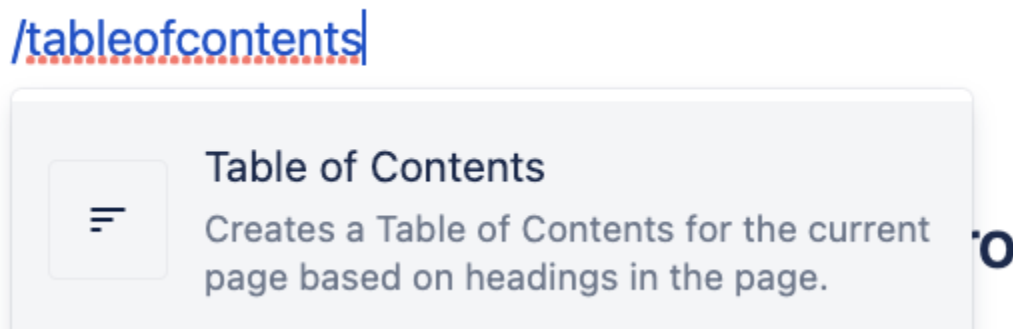 /tableofcontents
Table of Contents
Creates a Table of Contents for the current
page based on headings in the page.